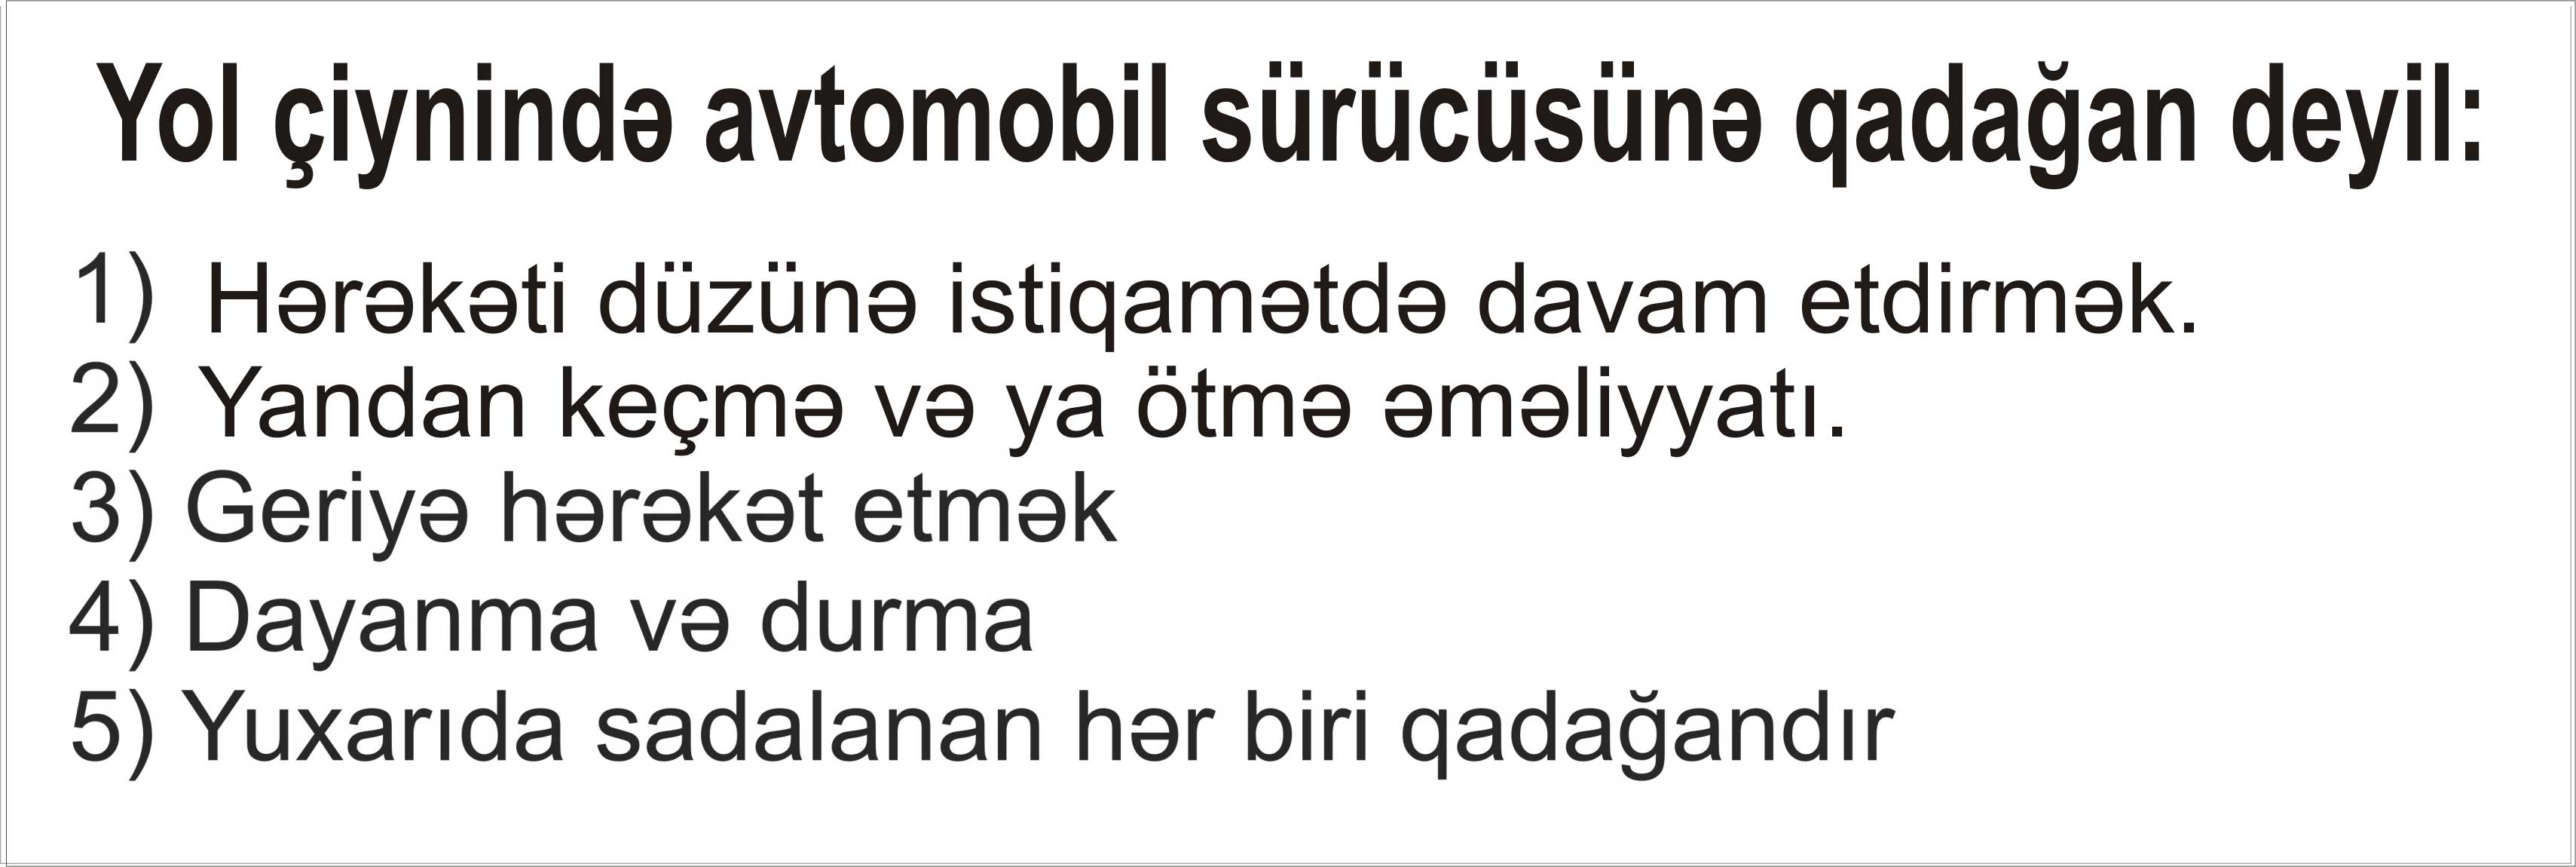 Yol çiynində avtomobil sürücüsünə qadağan deyil:
1) Hərəkəti düzünə istiqamətdə davam etdirmək.
2) Yandan keçmə və ya ötmə əməliyyatı.
3) Geriyə hərəkət etmək
4) Dayanma və durma
5) Yuxarıda sadalanan hər biri qadağandır